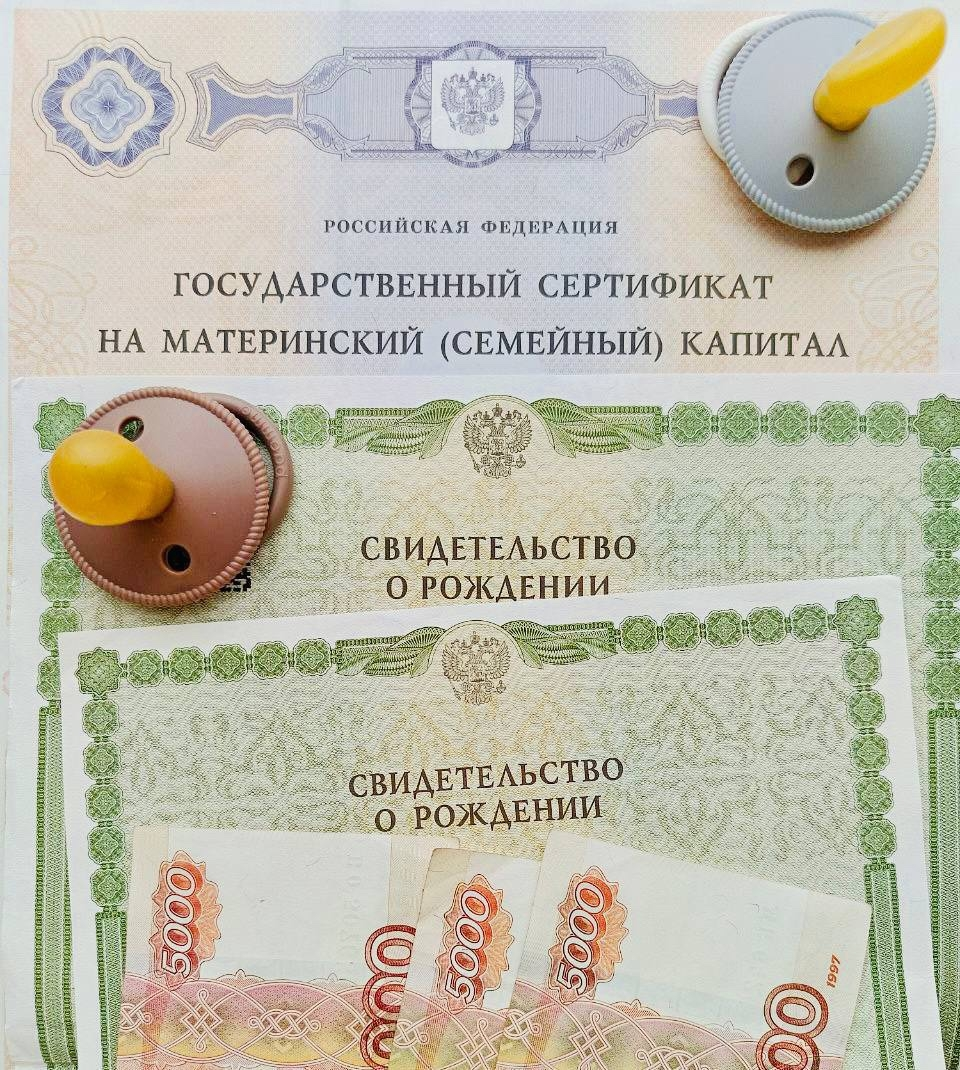 РОССИЙСКАЯ ФЕДЕРАЦИЯ
ГОСУДАРСТВЕННЫЙ СЕРТИФИКАТ
НА МАТЕРИНСКИЙ (СЕМЕЙНЫЙ) КАПИТАЛ
СВИДЕТЕЛЬСТВО
О РОЖДЕНИИ
СВИДЕТЕЛЬСТВО
О РОЖДЕНИИ
5000
5000
5000
1997